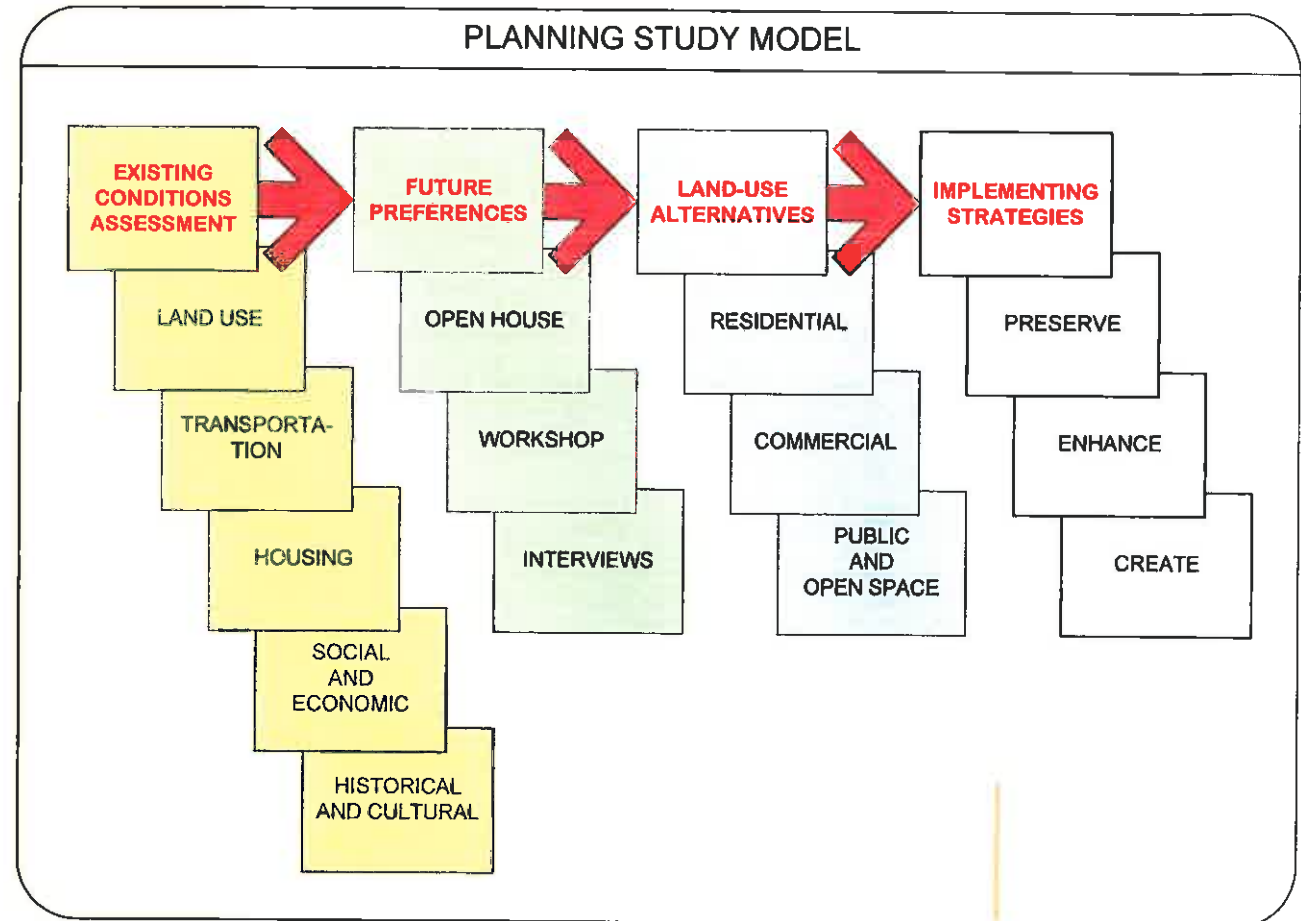 PLANNING STUDY MODEL
EXISTING
CONDITIONS
ASSESSMENT
LAND USE
TRANSPORTA-
TION
HOUSING
SOCIAL
AND
ECONOMIC
HISTORICAL
AND CULTURAL
FUTURE
PREFERENCES
OPEN HOUSE
WORKSHOP
INTERVIEWS
LAND-USE
ALTERNATIVES
RESIDENTIAL
COMMERCIAL
PUBLIC
AND
OPEN SPACE
IMPLEMENTING
STRATEGIES
PRESERVE
ENHANCE
CREATE